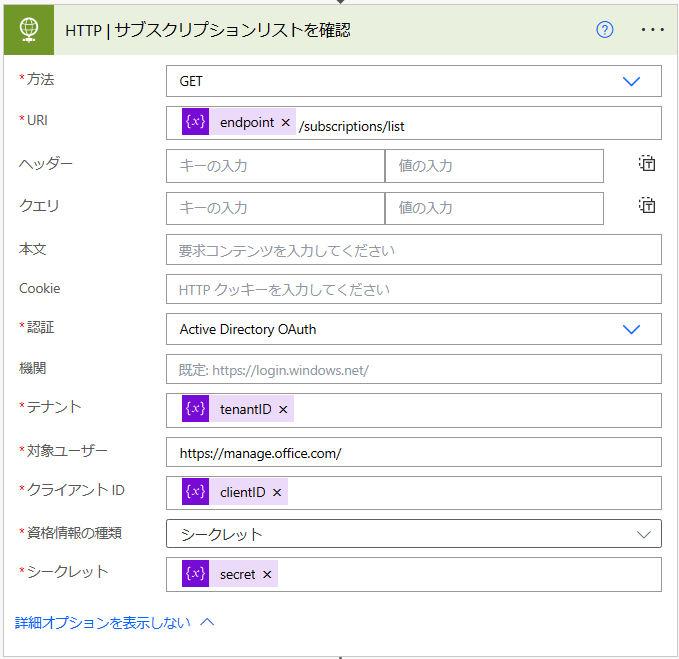 HTTP | サブスクリプションリストを確認
*方法 GET
*URI {x} endpoint × /subscriptions/list
ヘッダー キーの入力 値の入力
クエリ キーの入力 値の入力
本文 要求コンテンツを入力してください
Cookie HTTP クッキーを入力してください
*認証 Active Directory OAuth
機関 既定: https://login.windows.net/
*テナント {x} tenantID ×
*対象ユーザー https://manage.office.com/
*クライアント ID {x} clientID ×
*資格情報の種類 シークレット
*シークレット {x} secret ×
詳細オプションを表示しない